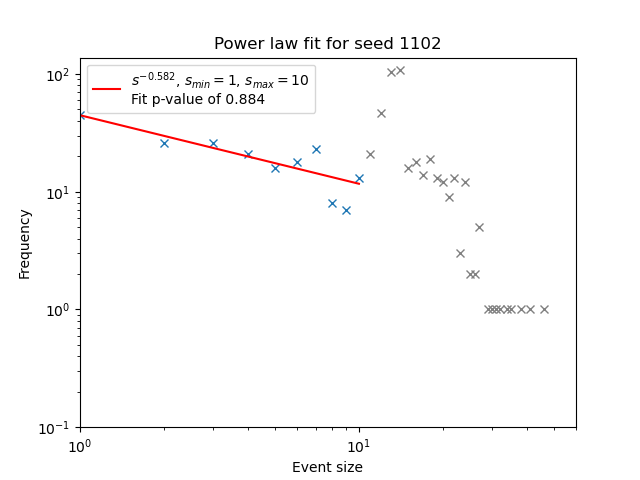 Power law fit for seed 1102
s^{-0.582}, s_{min} = 1, s_{max} = 10
Fit p-value of 0.884
10^2
10^1
10^0
10^{-1}
Frequency
10^0
10^1
Event size